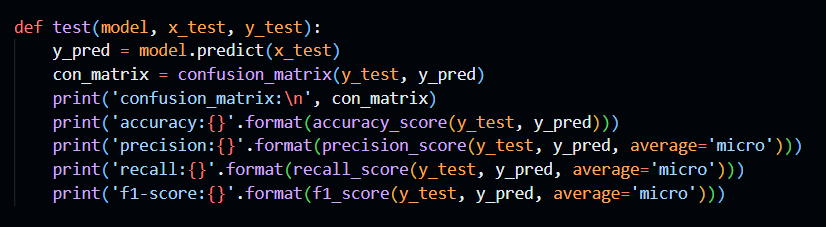 def test(model, x_test, y_test):
    y_pred = model.predict(x_test)
    con_matrix = confusion_matrix(y_test, y_pred)
    print('confusion_matrix:\n', con_matrix)
    print('accuracy:{}'.format(accuracy_score(y_test, y_pred)))
    print('precision:{}'.format(precision_score(y_test, y_pred, average='micro')))
    print('recall:{}'.format(recall_score(y_test, y_pred, average='micro')))
    print('f1-score:{}'.format(f1_score(y_test, y_pred, average='micro')))